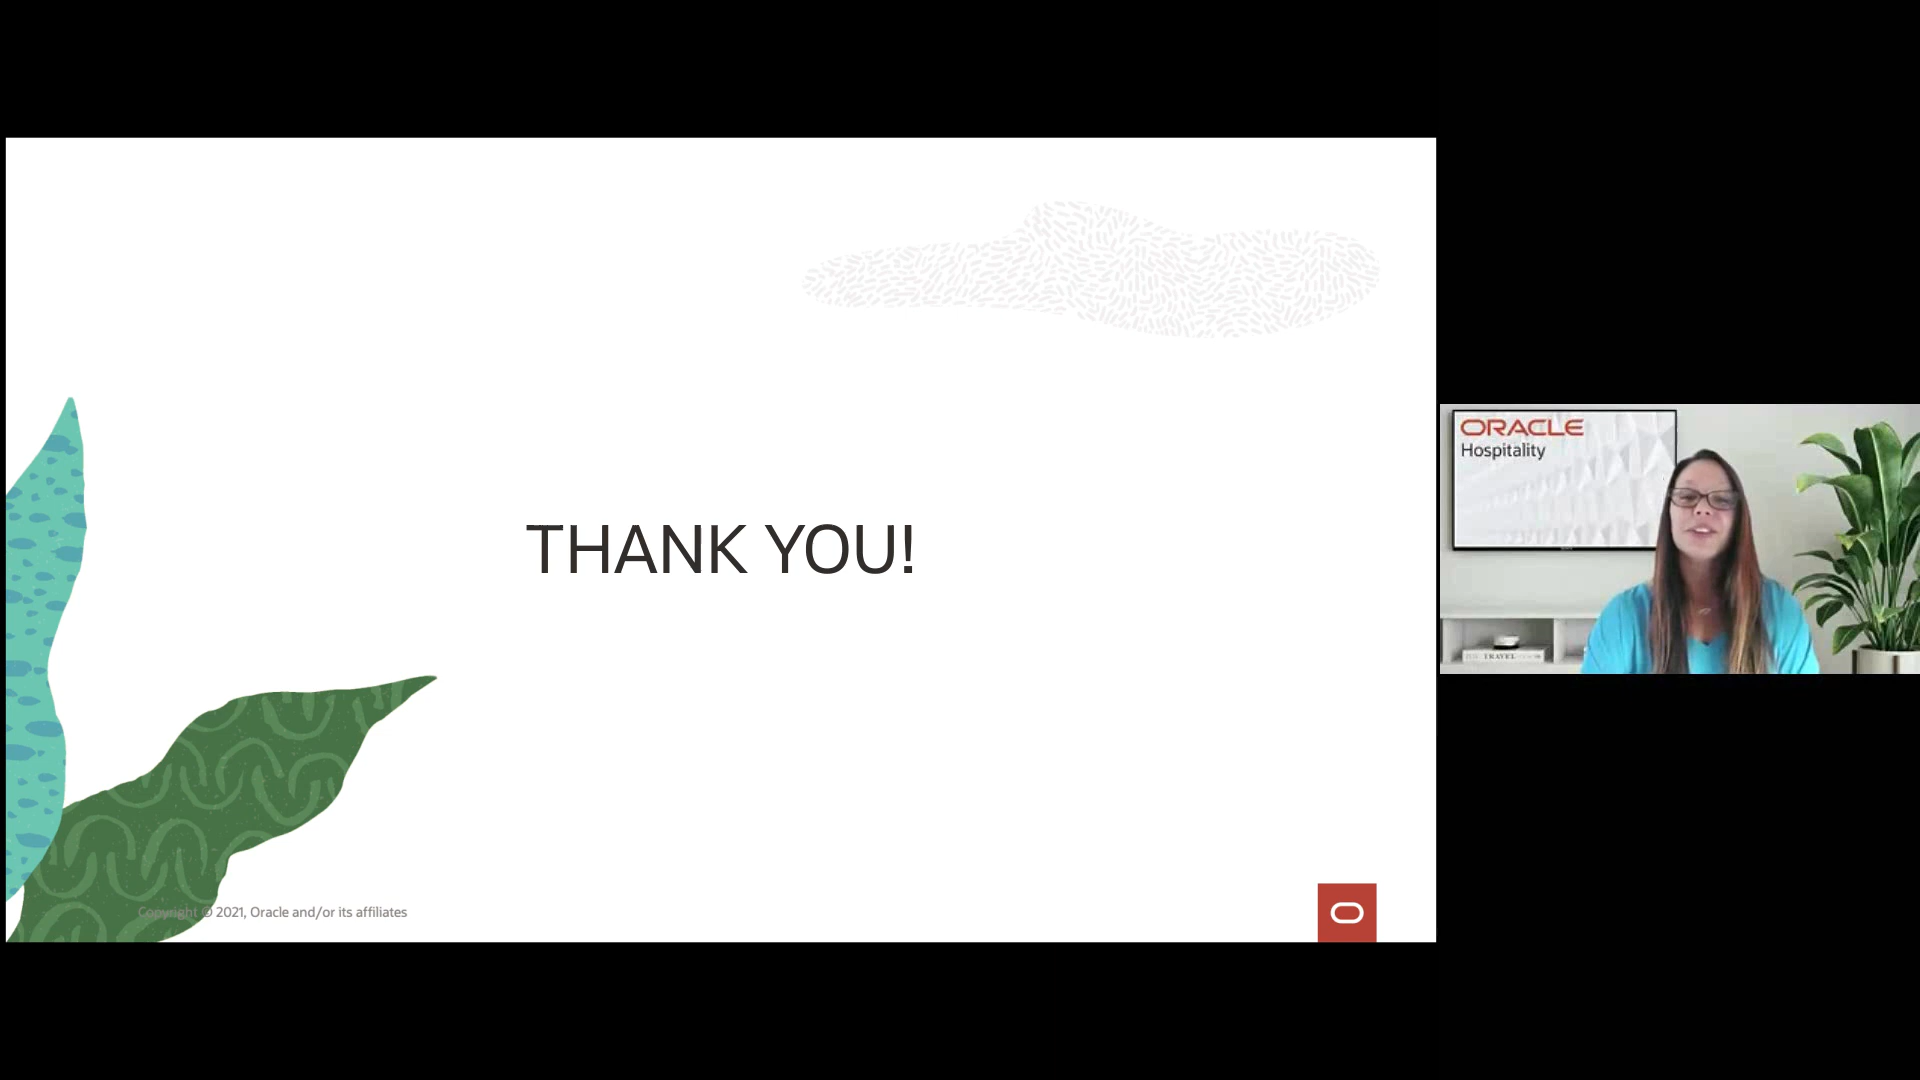 THANK YOU!
Copyright © 2021, Oracle and/or its affiliates
ORACLE
Hospitality
TRAVEL